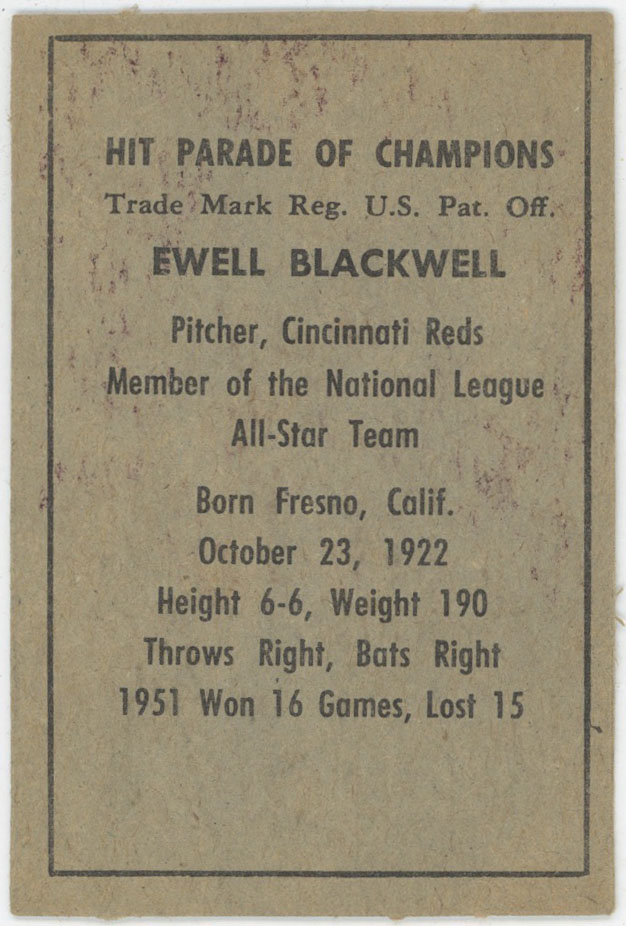 HIT PARADE OF CHAMPIONS
Trade Mark Reg. U.S. Pat. Off.
EWELL BLACKWELL
Pitcher, Cincinnati Reds
Member of the National League
All-Star Team
Born Fresno, Calif.
October 23, 1922
Height 6-6, Weight 190
Throws Right, Bats Right
1951 Won 16 Games, Lost 15